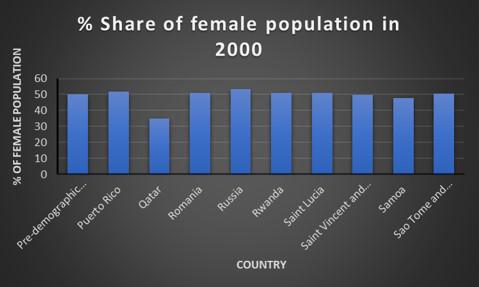 % Share of female population in
2000
% OF FEMALE POPULATION
60
50
40
30
20
10
0
Pre-demographic...
Puerto Rico
Qatar
Romania
Russia
Rwanda
Saint Lucia
Saint Vincent and...
Samoa
Sao Tome and...
COUNTRY